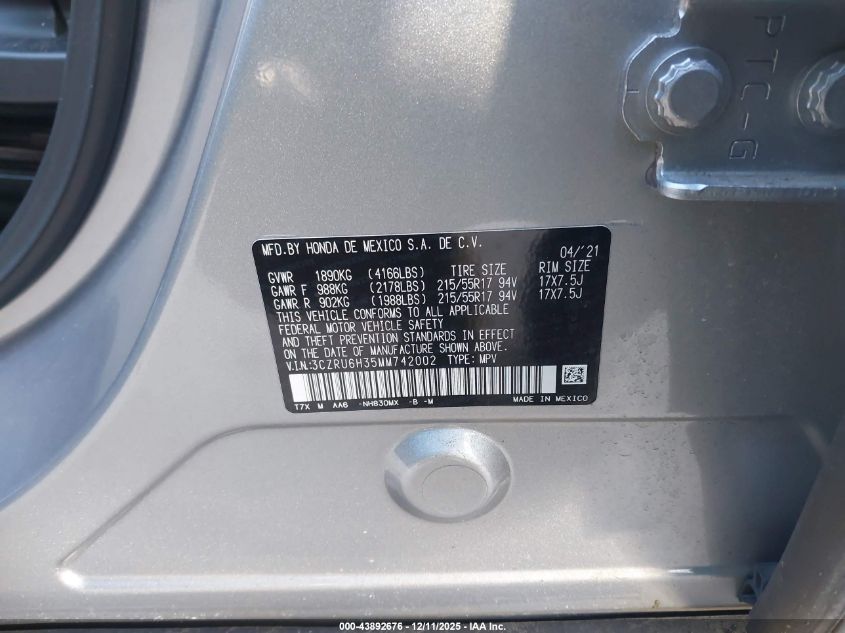 PTC-G
MFD.BY HONDA DE MEXICO S.A. DE C.V. 04/'21
GVWR 1890KG (4166LBS) TIRE SIZE RIM SIZE
GAWR F 988KG (2178LBS) 215/55R17 94V 17X7.5J
GAWR R 902KG (1988LBS) 215/55R17 94V 17X7.5J
THIS VEHICLE CONFORMS TO ALL APPLICABLE
FEDERAL MOTOR VEHICLE SAFETY
AND THEFT PREVENTION STANDARDS IN EFFECT
ON THE DATE OF MANUFACTURE SHOWN ABOVE.
V.I.N:3CZRU6H35MM742002 TYPE: MPV
T7X M AA6 -NH830MX -B -M MADE IN MEXICO
000-43892676 - 12/11/2025 - IAA Inc.